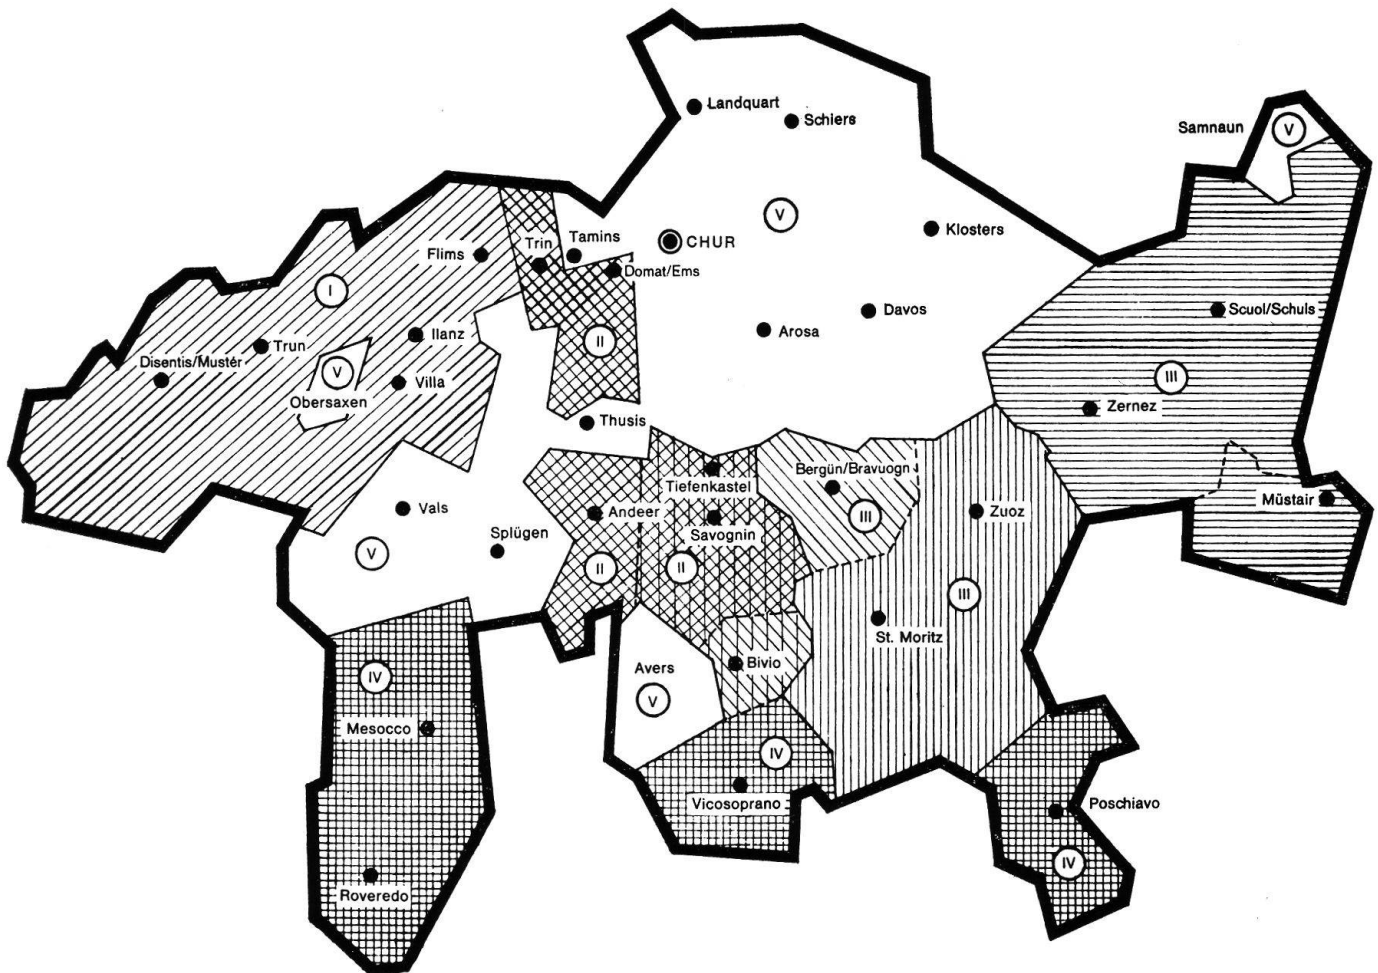 Landquart
Schiers
Samnaun
V
V
Klosters
Flims
Trin
Tamins
CHUR
Domat/Ems
I
Davos
Scuol/Schuls
Arosa
Ilanz
II
Trun
Disentis/Mustér
V
Villa
Obersaxen
III
Zernez
Thusis
Bergün/Bravuogn
Tiefenkastel
Müstair
Vals
Andeer
Savognin
III
Zuoz
Splügen
V
II
II
III
St. Moritz
Avers
Bivio
IV
V
Mesocco
IV
Vicosoprano
Poschiavo
IV
Roveredo